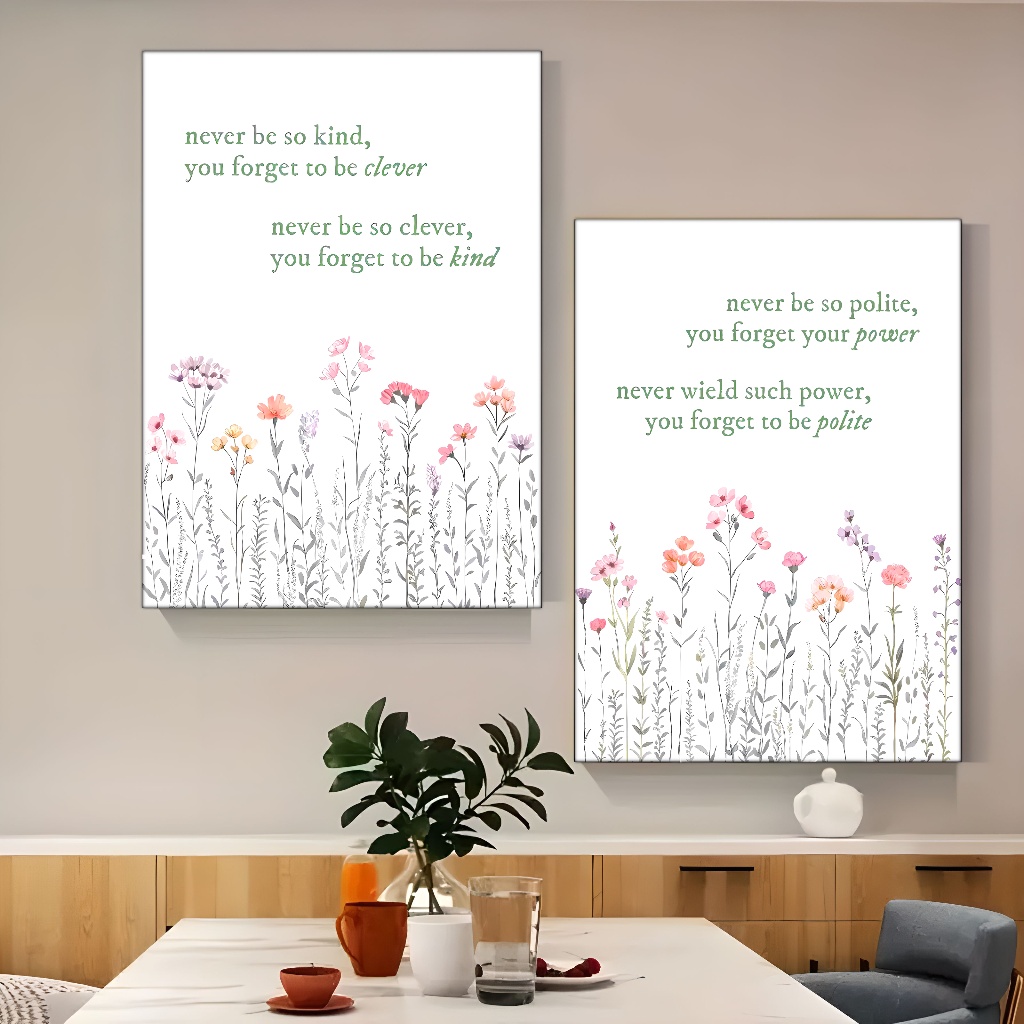 never be so kind,
you forget to be clever
never be so clever,
you forget to be kind
never be so polite,
you forget your power
never wield such power,
you forget to be polite